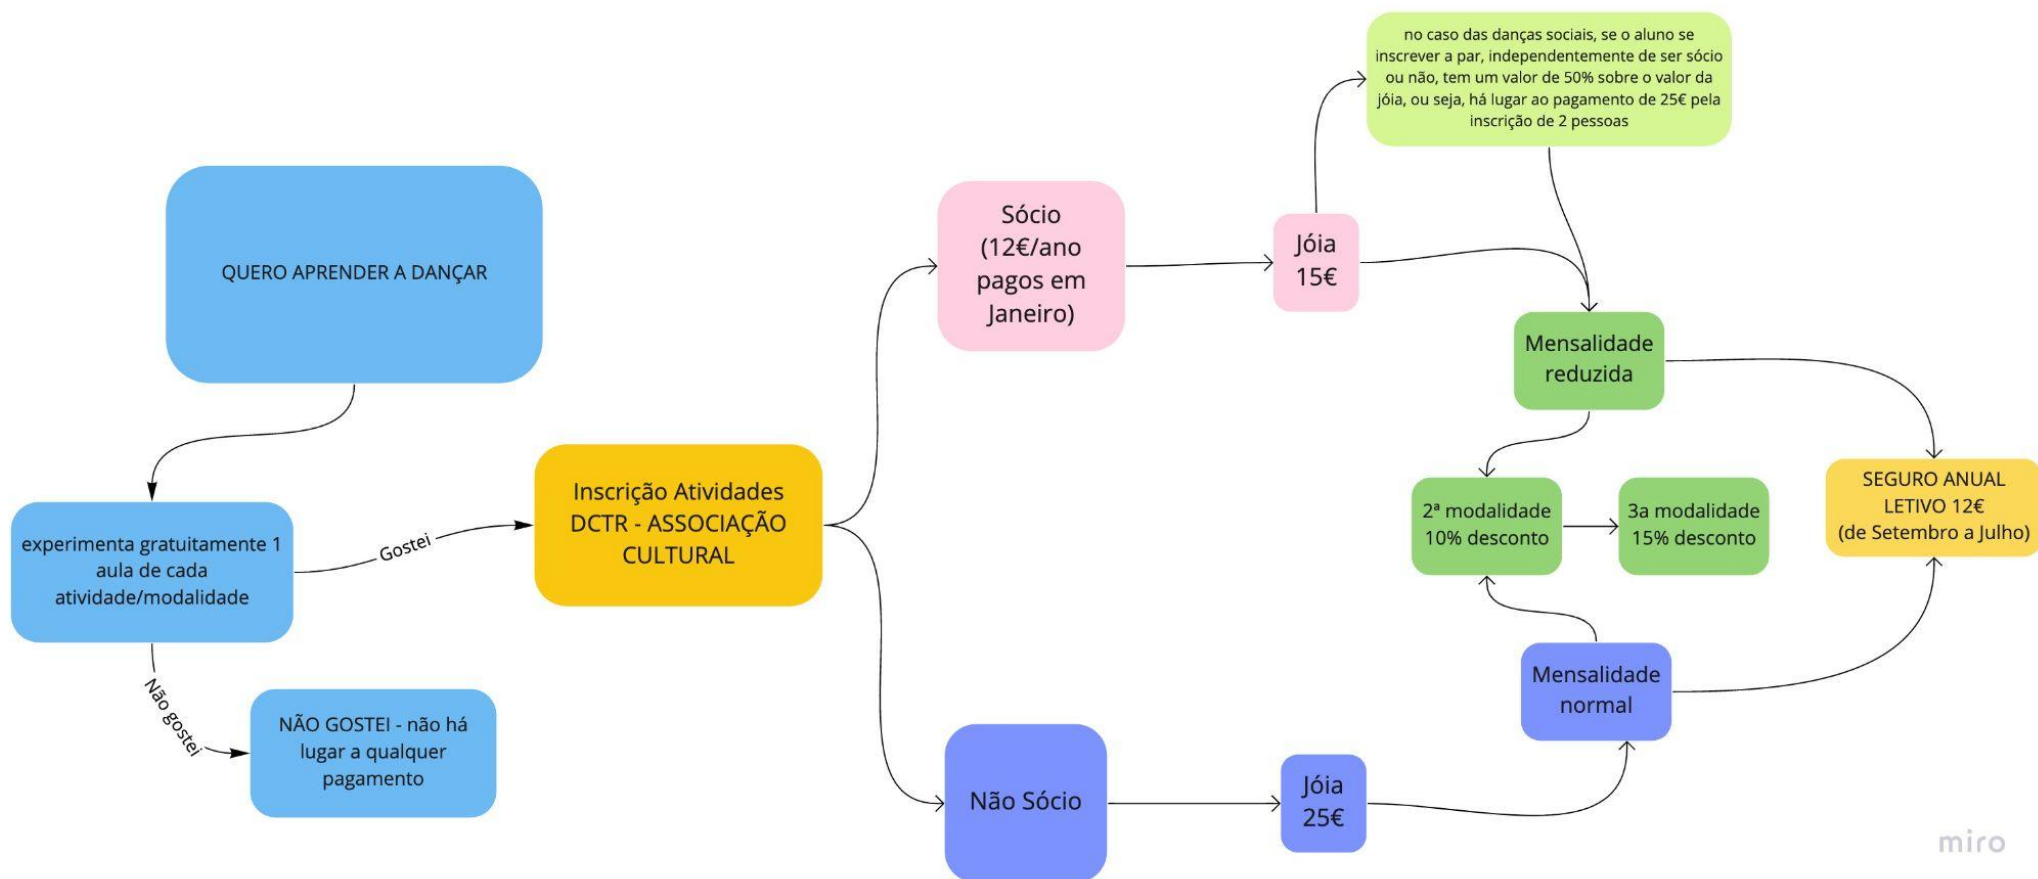 QUERO APRENDER A DANÇAR
experimenta gratuitamente 1
aula de cada
atividade/modalidade
Gostei
Não gostei
NÃO GOSTEI - não há
lugar a qualquer
pagamento
Inscrição Atividades
DCTR - ASSOCIAÇÃO
CULTURAL
Sócio
(12€/ano
pagos em
Janeiro)
Jóia
15€
no caso das danças sociais, se o aluno se
inscrever a par, independentemente de ser sócio
ou não, tem um valor de 50% sobre o valor da
jóia, ou seja, há lugar ao pagamento de 25€ pela
inscrição de 2 pessoas
Mensalidade
reduzida
2ª modalidade
10% desconto
3a modalidade
15% desconto
SEGURO ANUAL
LETIVO 12€
(de Setembro a Julho)
Não Sócio
Jóia
25€
Mensalidade
normal
miro